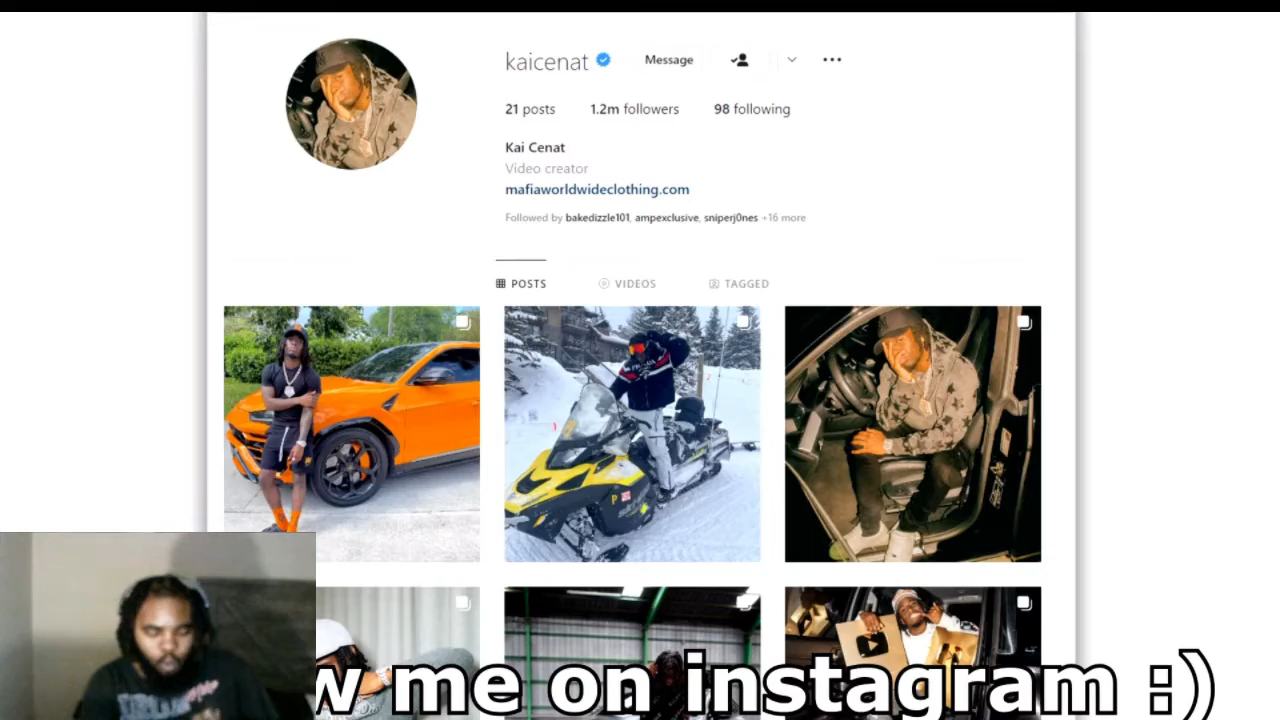 kaicenat Message
21 posts 1.2m followers 98 following
Kai Cenat
Video creator
mafiaworldwideclothing.com
Followed by bakedizzle101, ampexclusive, sniperj0nes +16 more
POSTS VIDEOS TAGGED
w me on instagram :)